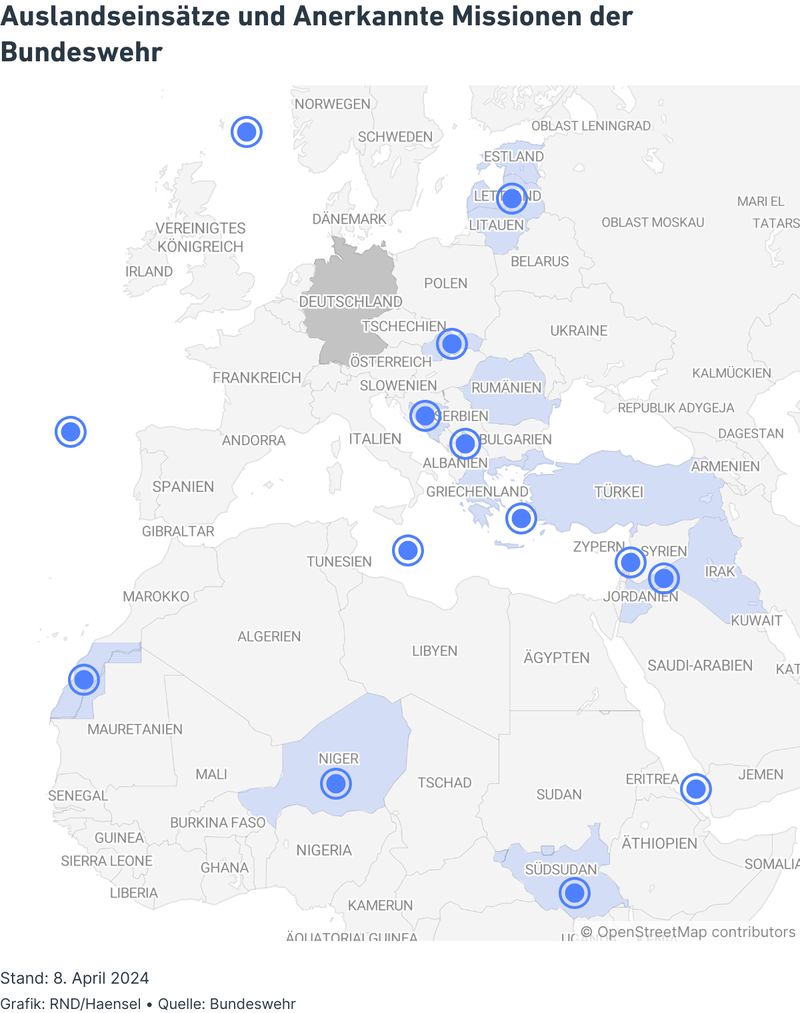 Auslandseinsätze und Anerkannte Missionen der
Bundeswehr
NORWEGEN
SCHWEDEN
OBLAST LENINGRAD
ESTLAND
LITAUEN
MARI EL
TATARS
OBLAST MOSKAU
DÄNEMARK
VEREINIGTES
KÖNIGREICH
IRLAND
BELARUS
POLEN
DEUTSCHLAND
TSCHECHIEN
UKRAINE
ÖSTERREICH
FRANKREICH
SLOWENIEN
RUMÄNIEN
KALMÜCKIEN
REPUBLIK ADYGEJA
SERBIEN
DAGESTAN
ANDORRA
ITALIEN
BULGARIEN
ALBANIEN
ARMENIEN
SPANIEN
GRIECHENLAND
TÜRKEI
GIBRALTAR
TUNESIEN
ZYPERN
SYRIEN
IRAK
MAROKKO
JORDANIEN
KUWAIT
ALGERIEN
LIBYEN
ÄGYPTEN
SAUDI-ARABIEN
KAT
MAURETANIEN
NIGER
MALI
TSCHAD
SUDAN
ERITREA
JEMEN
SENEGAL
BURKINA FASO
GUINEA
NIGERIA
ÄTHIOPIEN
SIERRA LEONE
GHANA
SÜDSUDAN
SOMALIA
LIBERIA
KAMERUN
ÄQUATORIALGUINEA
© OpenStreetMap contributors
Stand: 8. April 2024
Grafik: RND/Haensel • Quelle: Bundeswehr